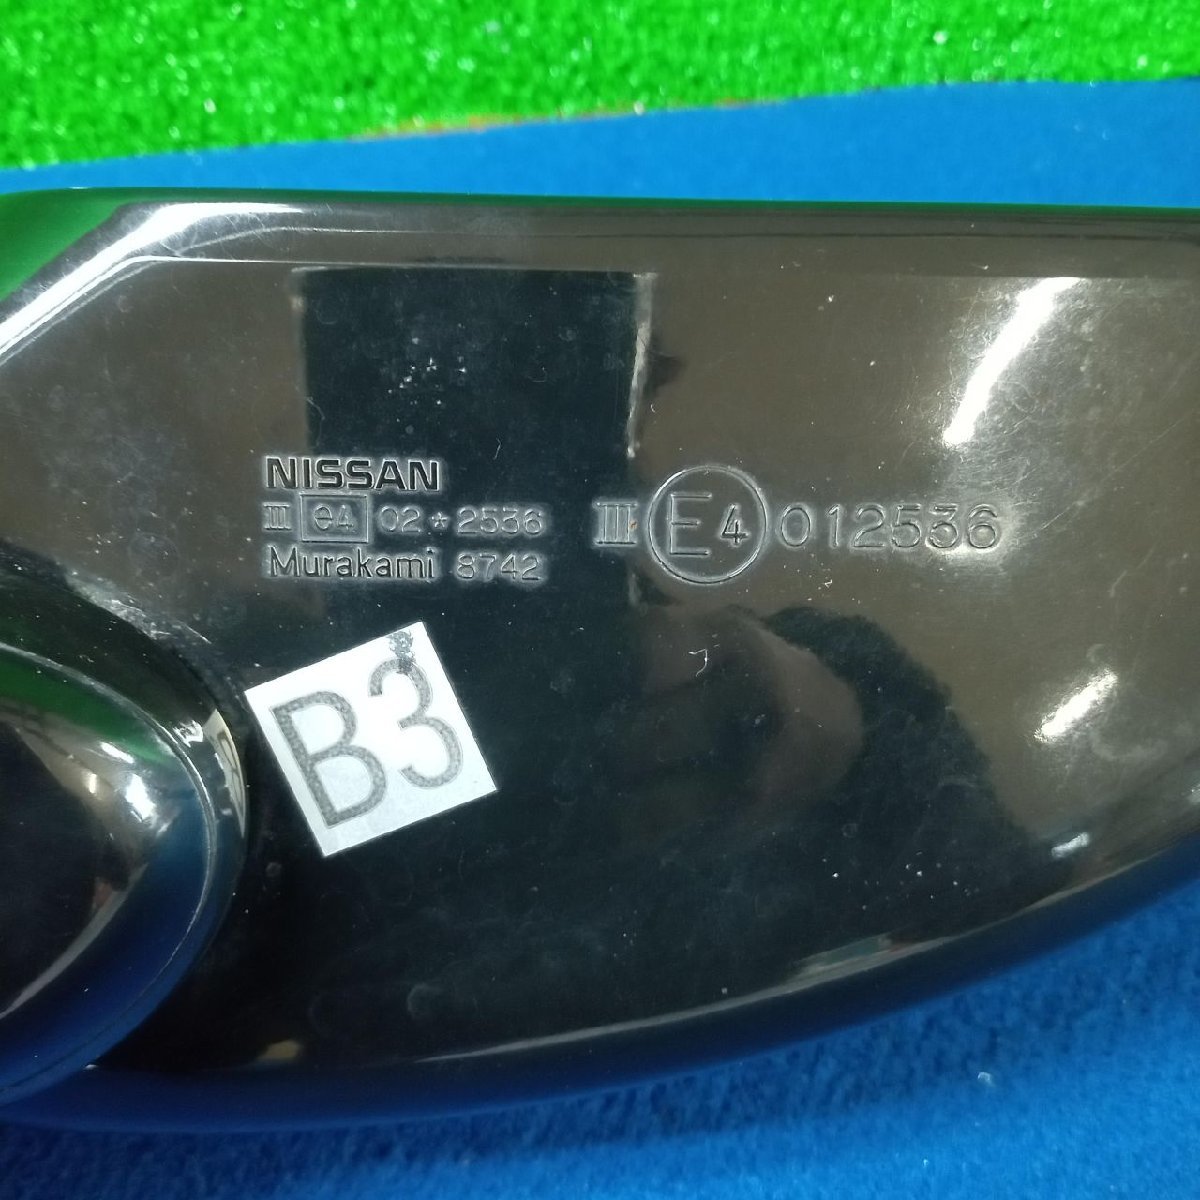 NISSAN
III e4 02*2536
Murakami 8742
III E4 012536
B3